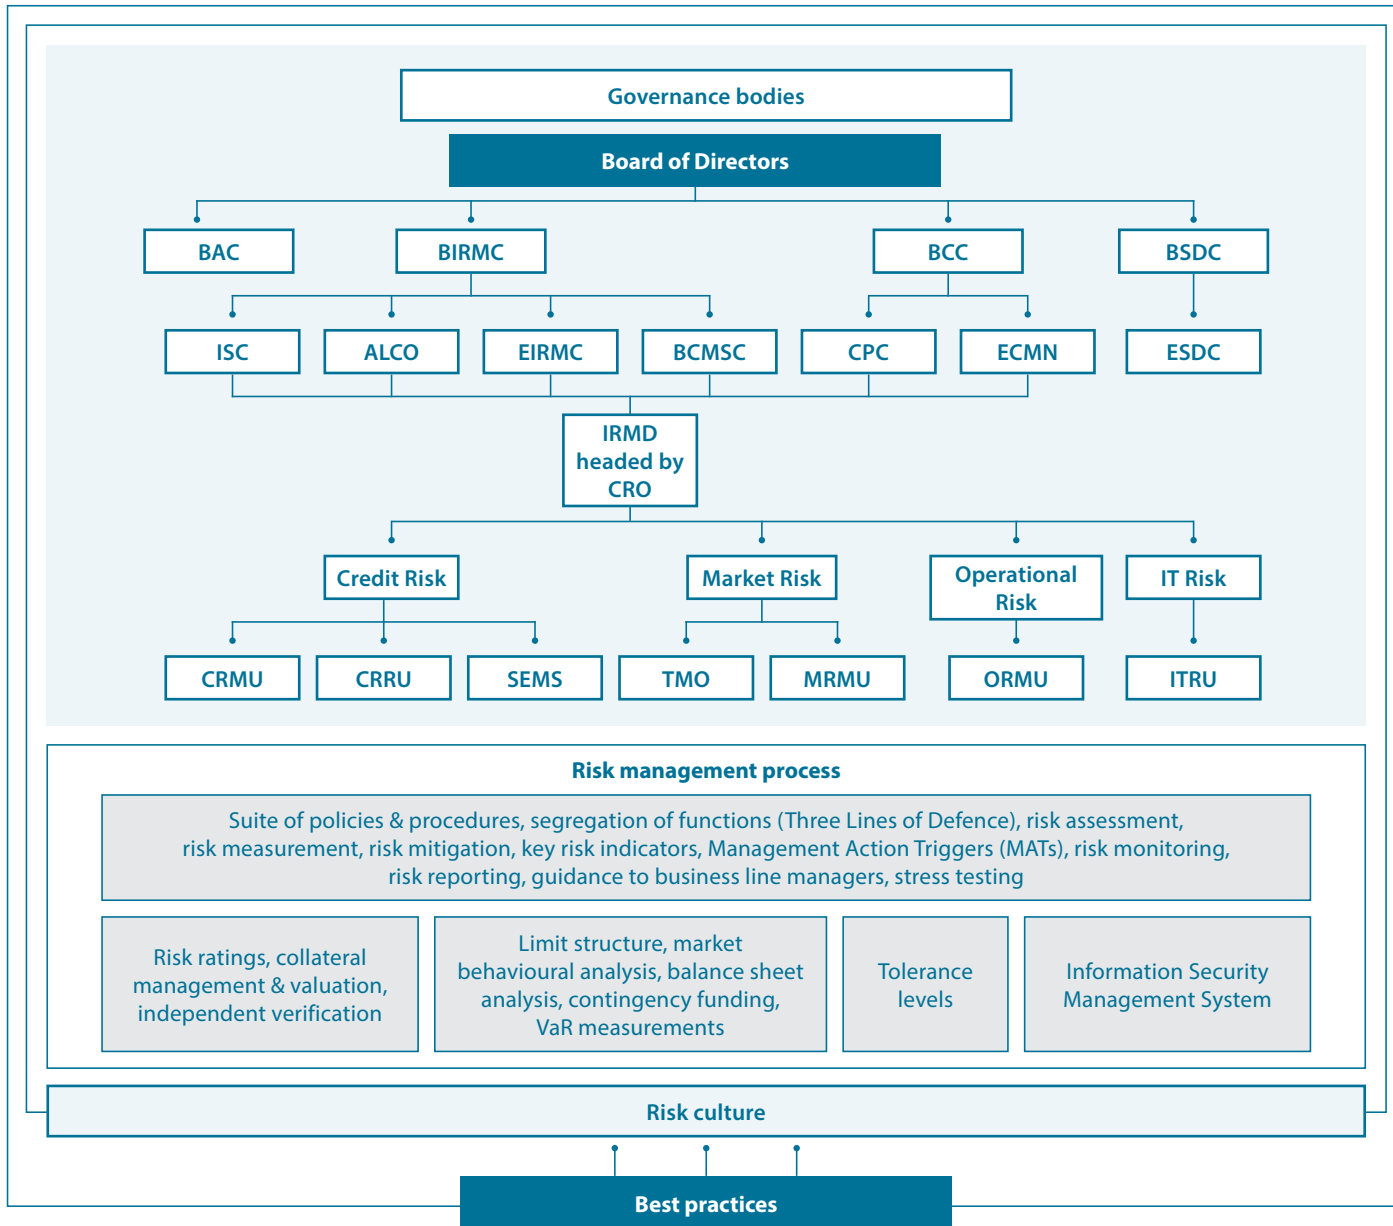 Governance bodies
Board of Directors
BAC
BIRMC
BCC
BSDC
ISC
ALCO
EIRMC
BCMSC
CPC
ECMN
ESDC
IRMD
headed by
CRO
Credit Risk
Market Risk
Operational
Risk
IT Risk
CRMU
CRRU
SEMS
TMO
MRMU
ORMU
ITRU
Risk management process
Suite of policies & procedures, segregation of functions (Three Lines of Defence), risk assessment,
risk measurement, risk mitigation, key risk indicators, Management Action Triggers (MATs), risk monitoring,
risk reporting, guidance to business line managers, stress testing
Risk ratings, collateral
management & valuation,
independent verification
Limit structure, market
behavioural analysis, balance sheet
analysis, contingency funding,
VaR measurements
Tolerance
levels
Information Security
Management System
Risk culture
Best practices